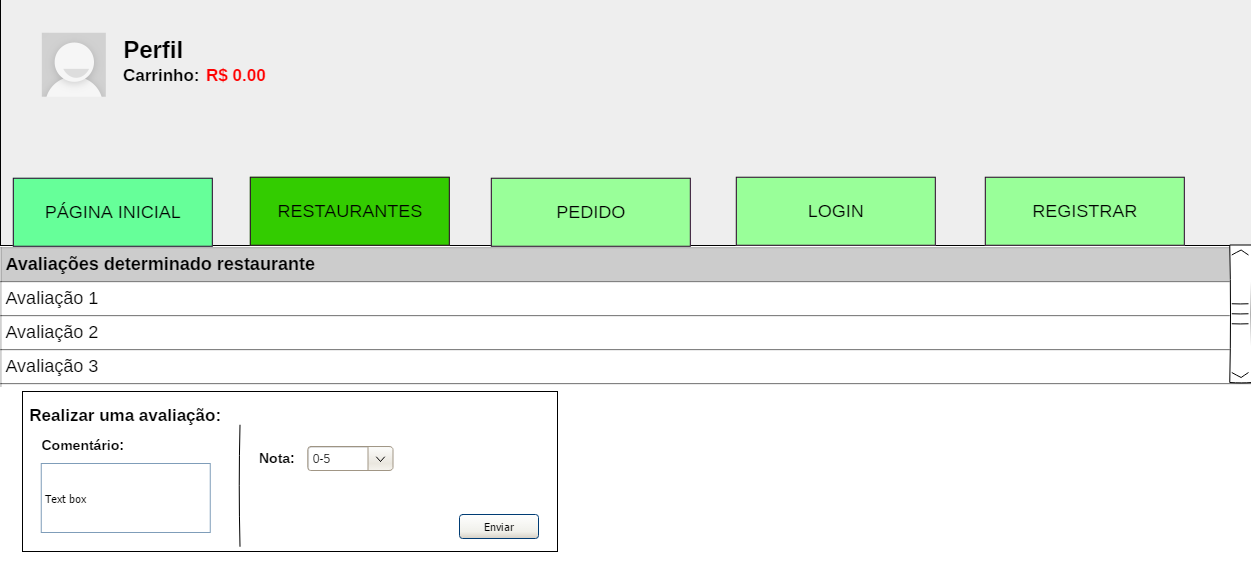 Perfil
Carrinho: R$ 0.00
PÁGINA INICIAL
RESTAURANTES
PEDIDO
LOGIN
REGISTRAR
Avaliações determinado restaurante
Avaliação 1
Avaliação 2
Avaliação 3
Realizar uma avaliação:
Comentário:
Text box
Nota: 0-5
Enviar